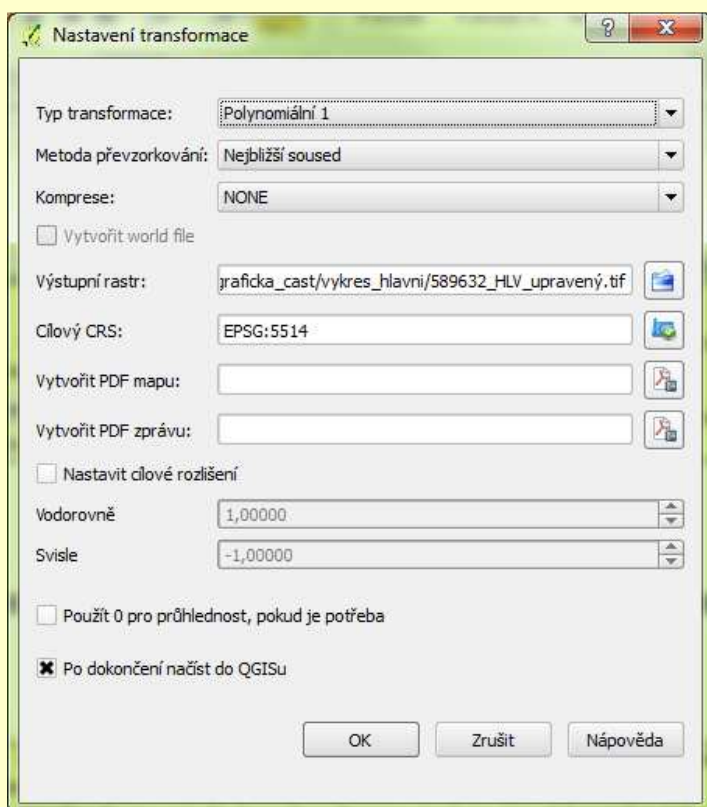 Nastavení transformace
Typ transformace: Polynomiální 1
Metoda převzorkování: Nejbližší soused
Komprese: NONE
Vytvořit world file
Výstupní rastr: graficka_cast/vykres_hlavni/589632_HLV_upravený.tif
Cílový CRS: EPSG:5514
Vytvořit PDF mapu:
Vytvořit PDF zprávu:
Nastavit cílové rozlišení
Vodorovně 1,00000
Svisle -1,00000
Použít 0 pro průhlednost, pokud je potřeba
Po dokončení načíst do QGISu
OK Zrušit Nápověda